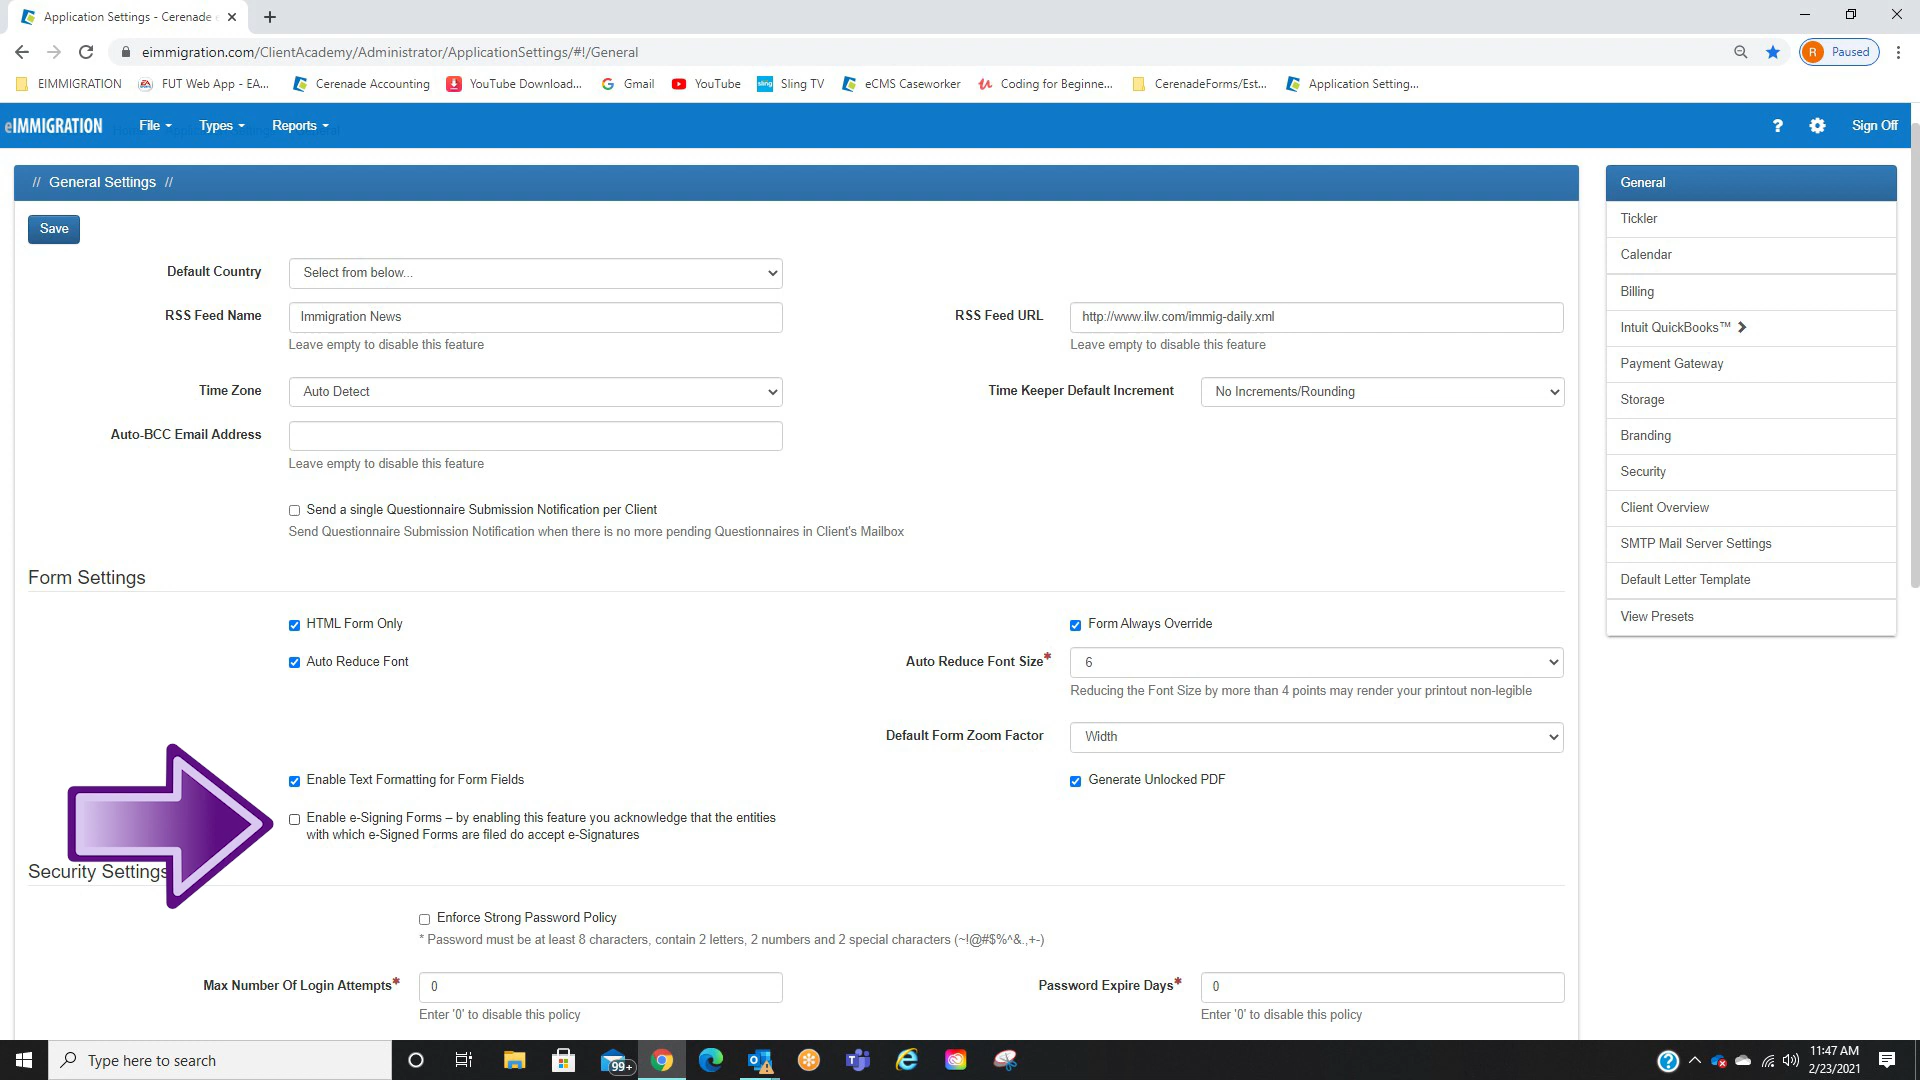 Application Settings - Cerenade e
eimmigration.com/ClientAcademy/Administrator/ApplicationSettings/#!/General
R Paused
EIMMIGRATION FUT Web App - EA... Cerenade Accounting YouTube Download... Gmail YouTube Sling TV eCMS Caseworker Coding for Beginne... CerenadeForms/Est... Application Setting...
eIMMIGRATION File Types Reports ? Sign Off
// General Settings //
Save
Default Country Select from below...
RSS Feed Name Immigration News RSS Feed URL http://www.ilw.com/immig-daily.xml
Leave empty to disable this feature Leave empty to disable this feature
Time Zone Auto Detect Time Keeper Default Increment No Increments/Rounding
Auto-BCC Email Address
Leave empty to disable this feature
Send a single Questionnaire Submission Notification per Client
Send Questionnaire Submission Notification when there is no more pending Questionnaires in Client's Mailbox
Form Settings
HTML Form Only Form Always Override
Auto Reduce Font Auto Reduce Font Size* 6
Reducing the Font Size by more than 4 points may render your printout non-legible
Default Form Zoom Factor Width
Enable Text Formatting for Form Fields Generate Unlocked PDF
Enable e-Signing Forms – by enabling this feature you acknowledge that the entities
with which e-Signed Forms are filed do accept e-Signatures
Security Settings
Enforce Strong Password Policy
* Password must be at least 8 characters, contain 2 letters, 2 numbers and 2 special characters (~!@#$%^&.,+-)
Max Number Of Login Attempts* 0 Password Expire Days* 0
Enter '0' to disable this policy Enter '0' to disable this policy
General
Tickler
Calendar
Billing
Intuit QuickBooks™
Payment Gateway
Storage
Branding
Security
Client Overview
SMTP Mail Server Settings
Default Letter Template
View Presets
Type here to search
99+
11:47 AM
2/23/2021